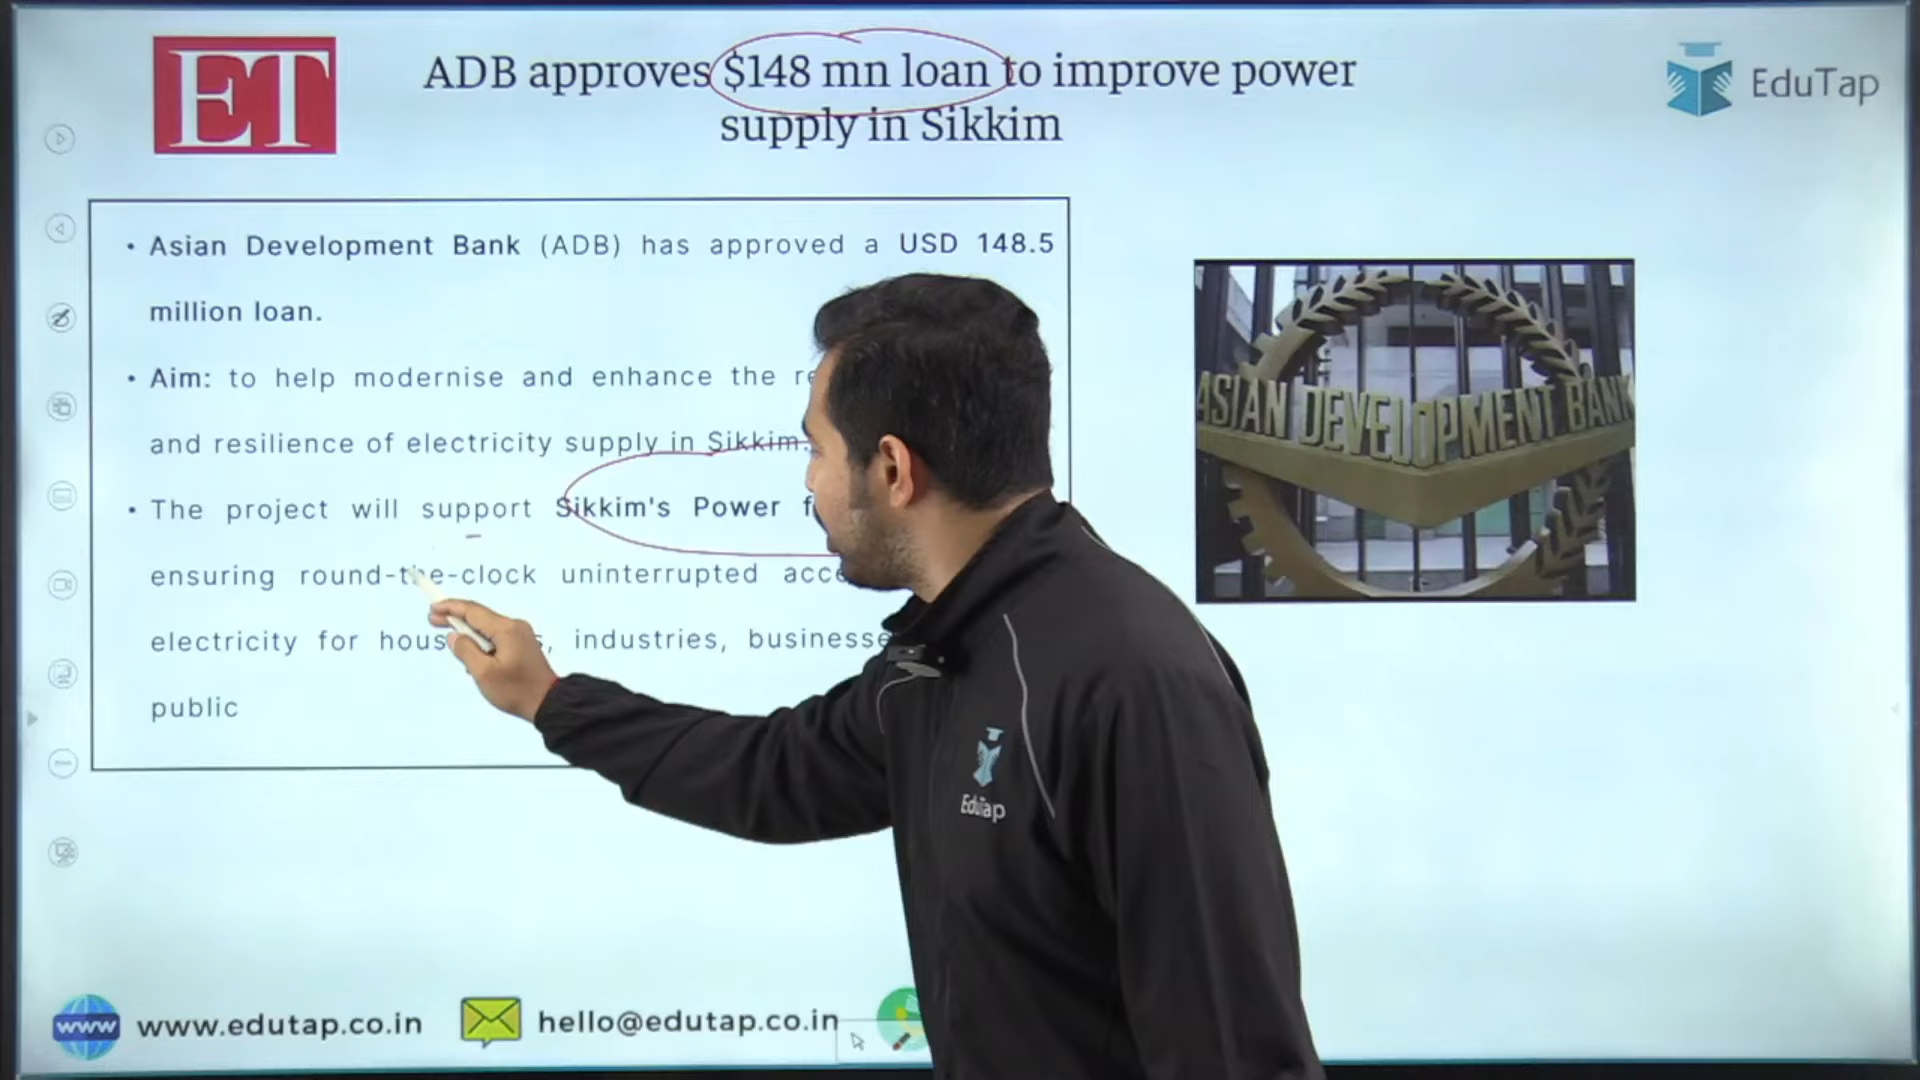 ET
ADB approves $148 mn loan to improve power
supply in Sikkim
EduTap
• Asian Development Bank (ADB) has approved a USD 148.5
million loan.
• Aim: to help modernise and enhance the
and resilience of electricity supply in Sikkim.
• The project will support Sikkim's Power
ensuring round-the-clock uninterrupted
electricity for industries,
public
ASIAN DEVELOPMENT BANK
EduTap
www www.edutap.co.in hello@edutap.co.in